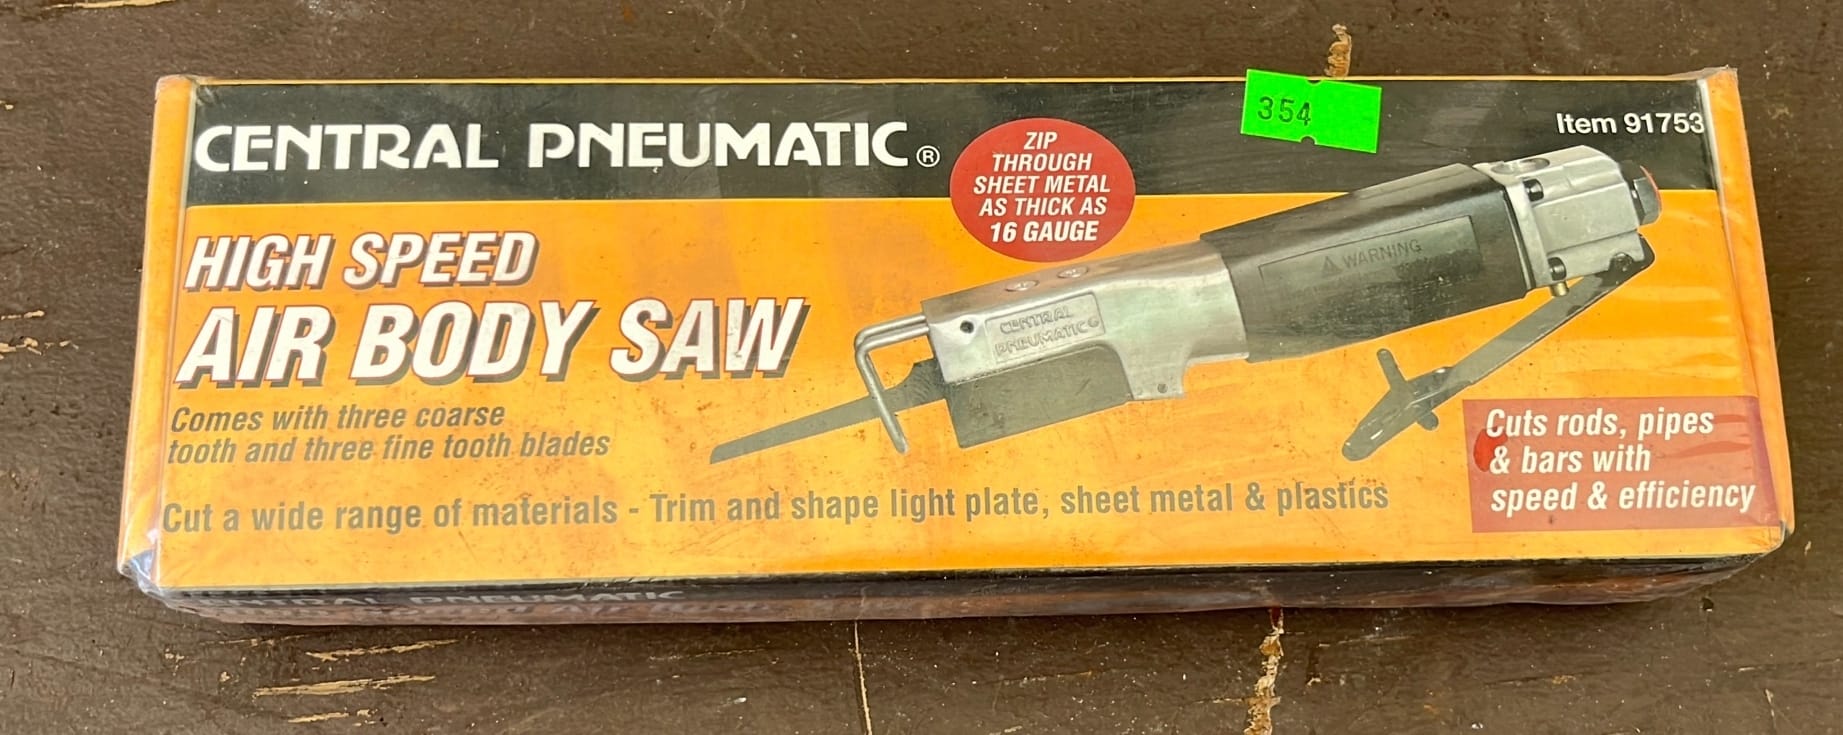 CENTRAL PNEUMATIC®
ZIP
THROUGH
SHEET METAL
AS THICK AS
16 GAUGE
354
Item 91753
HIGH SPEED
AIR BODY SAW
Comes with three coarse
tooth and three fine tooth blades
⚠ WARNING
CENTRAL
PNEUMATIC
Cuts rods, pipes
& bars with
speed & efficiency
Cut a wide range of materials - Trim and shape light plate, sheet metal & plastics
CENTRAL PNEUMATIC